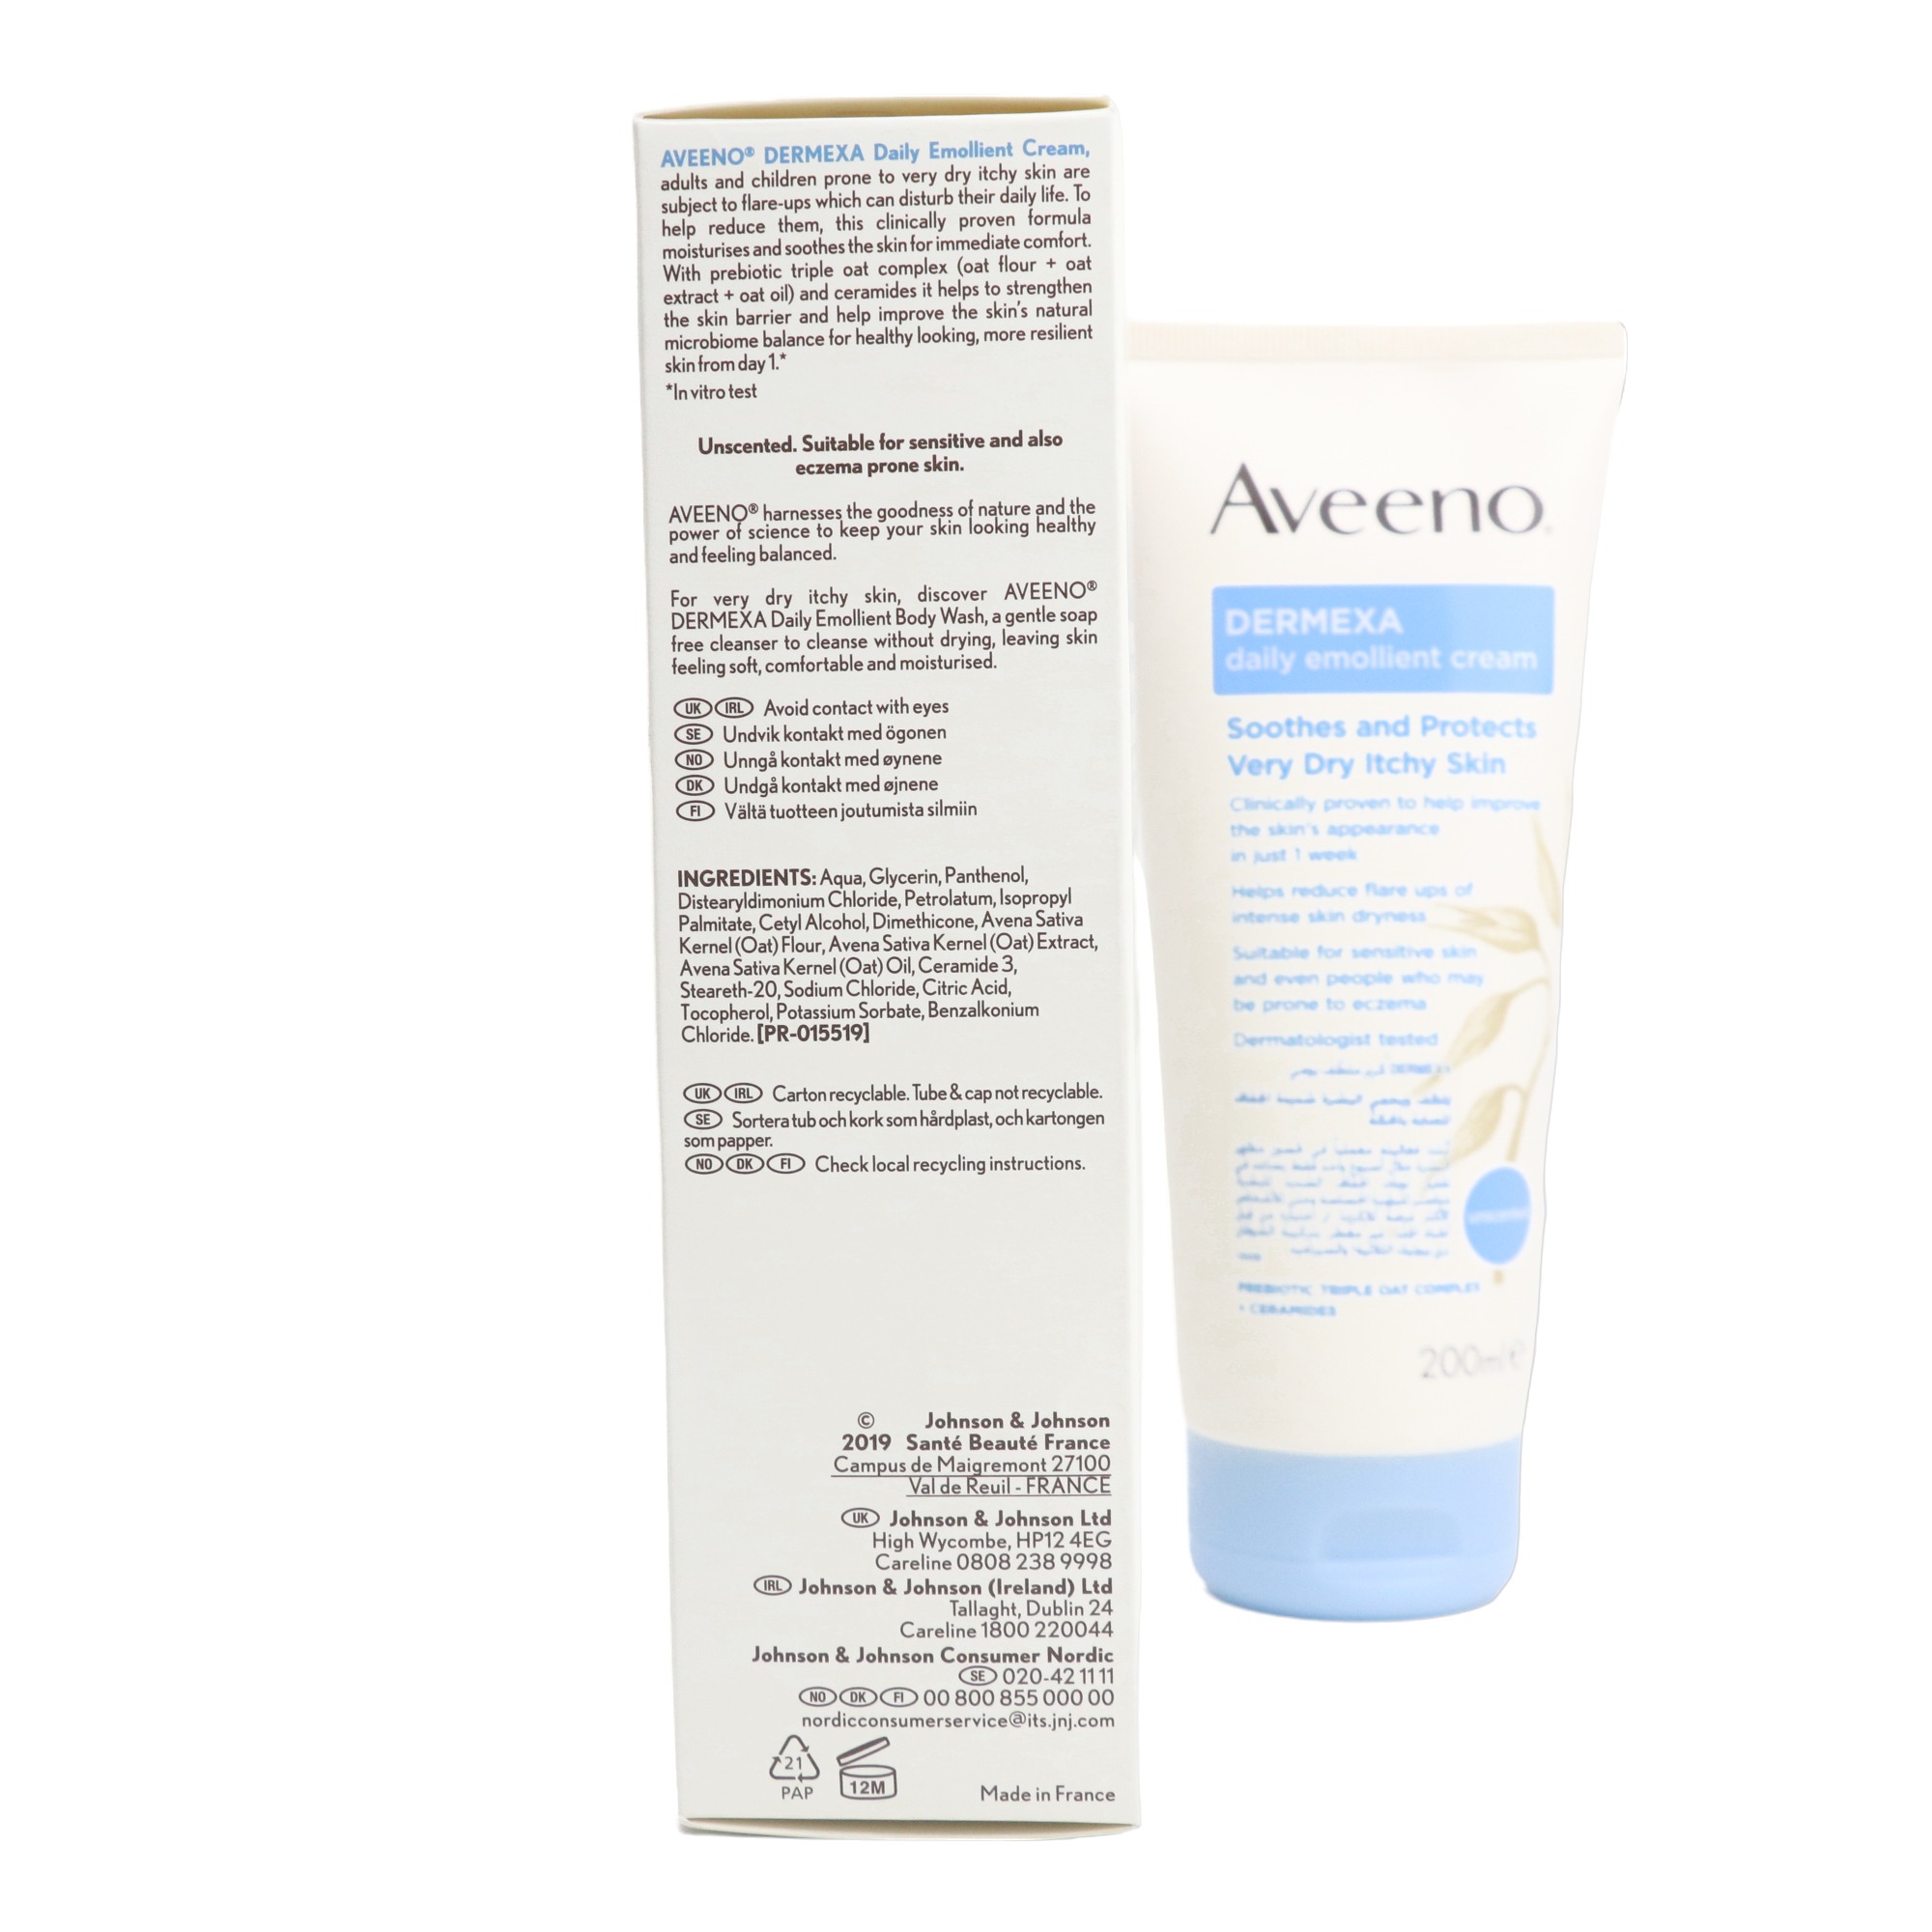 AVEENO® DERMEXA Daily Emollient Cream,
adults and children prone to very dry itchy skin are
subject to flare-ups which can disturb their daily life. To
help reduce them, this clinically proven formula
moisturises and soothes the skin for immediate comfort.
With prebiotic triple oat complex (oat flour + oat
extract + oat oil) and ceramides it helps to strengthen
the skin barrier and help improve the skin's natural
microbiome balance for healthy looking, more resilient
skin from day 1.*
*In vitro test
Unscented. Suitable for sensitive and also
eczema prone skin.
AVEENO® harnesses the goodness of nature and the
power of science to keep your skin looking healthy
and feeling balanced.
For very dry itchy skin, discover AVEENO®
DERMEXA Daily Emollient Body Wash, a gentle soap
free cleanser to cleanse without drying, leaving skin
feeling soft, comfortable and moisturised.
UK IRL Avoid contact with eyes
SE Undvik kontakt med ögonen
NO Unngå kontakt med øynene
DK Undgå kontakt med øjnene
FI Vältä tuotteen joutumista silmiin
INGREDIENTS: Aqua, Glycerin, Panthenol,
Distearyldimonium Chloride, Petrolatum, Isopropyl
Palmitate, Cetyl Alcohol, Dimethicone, Avena Sativa
Kernel (Oat) Flour, Avena Sativa Kernel (Oat) Extract,
Avena Sativa Kernel (Oat) Oil, Ceramide 3,
Steareth-20, Sodium Chloride, Citric Acid,
Tocopherol, Potassium Sorbate, Benzalkonium
Chloride. [PR-015519]
UK IRL Carton recyclable. Tube & cap not recyclable.
SE Sortera tub och kork som hårdplast, och kartongen
som papper.
NO DK FI Check local recycling instructions.
© Johnson & Johnson
2019 Santé Beauté France
Campus de Maigremont 27100
Val de Reuil - FRANCE
UK Johnson & Johnson Ltd
High Wycombe, HP12 4EG
Careline 0808 238 9998
IRL Johnson & Johnson (Ireland) Ltd
Tallaght, Dublin 24
Careline 1800 220044
Johnson & Johnson Consumer Nordic
SE 020-42 11 11
NO DK FI 00 800 855 000 00
nordicconsumerservice@its.jnj.com
21
PAP
12M
Made in France
Aveeno®
DERMEXA
daily emollient cream
Soothes and Protects
Very Dry Itchy Skin
Clinically proven to help improve
the skin's appearance
in just 1 week
Helps reduce flare ups of
intense skin dryness
Suitable for sensitive skin
and even people who may
be prone to eczema
Dermatologist tested
PREBIOTIC TRIPLE OAT COMPLEX
+ CERAMIDES
200ml e